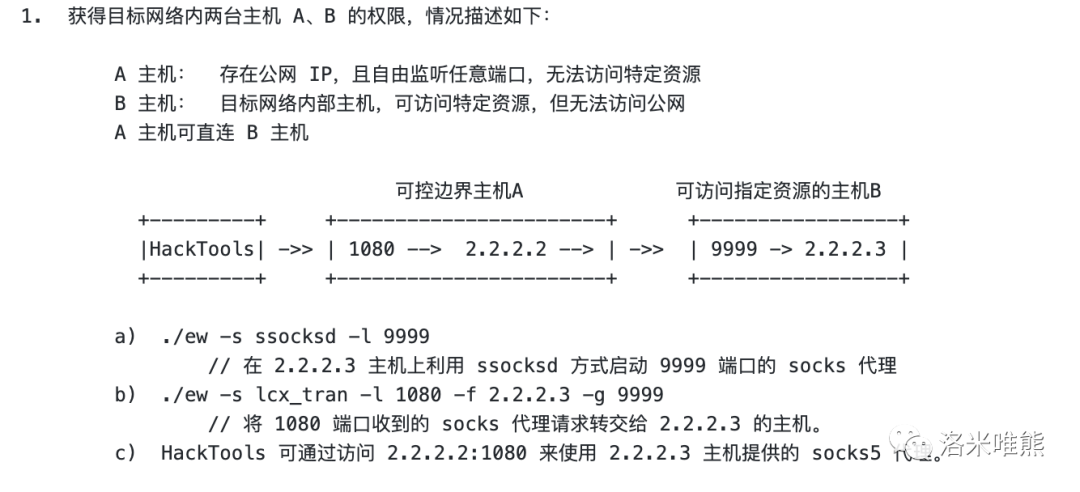 1. 获得目标网络内两台主机 A、B 的权限，情况描述如下：
A 主机： 存在公网 IP，且自由监听任意端口，无法访问特定资源
B 主机： 目标网络内部主机，可访问特定资源，但无法访问公网
A 主机可直连 B 主机
可控边界主机A 可访问指定资源的主机B
+---------+ +-----------------------+ +-----------------+
|HackTools| ->> | 1080 --> 2.2.2.2 --> | ->> | 9999 -> 2.2.2.3 |
+---------+ +-----------------------+ +-----------------+
a) ./ew -s ssocksd -l 9999
// 在 2.2.2.3 主机上利用 ssocksd 方式启动 9999 端口的 socks 代理
b) ./ew -s lcx_tran -l 1080 -f 2.2.2.3 -g 9999
// 将 1080 端口收到的 socks 代理请求转交给 2.2.2.3 的主机。
c) HackTools 可通过访问 2.2.2.2:1080 来使用 2.2.2.3 主机提供的 socks5 代理。
洛米唯熊